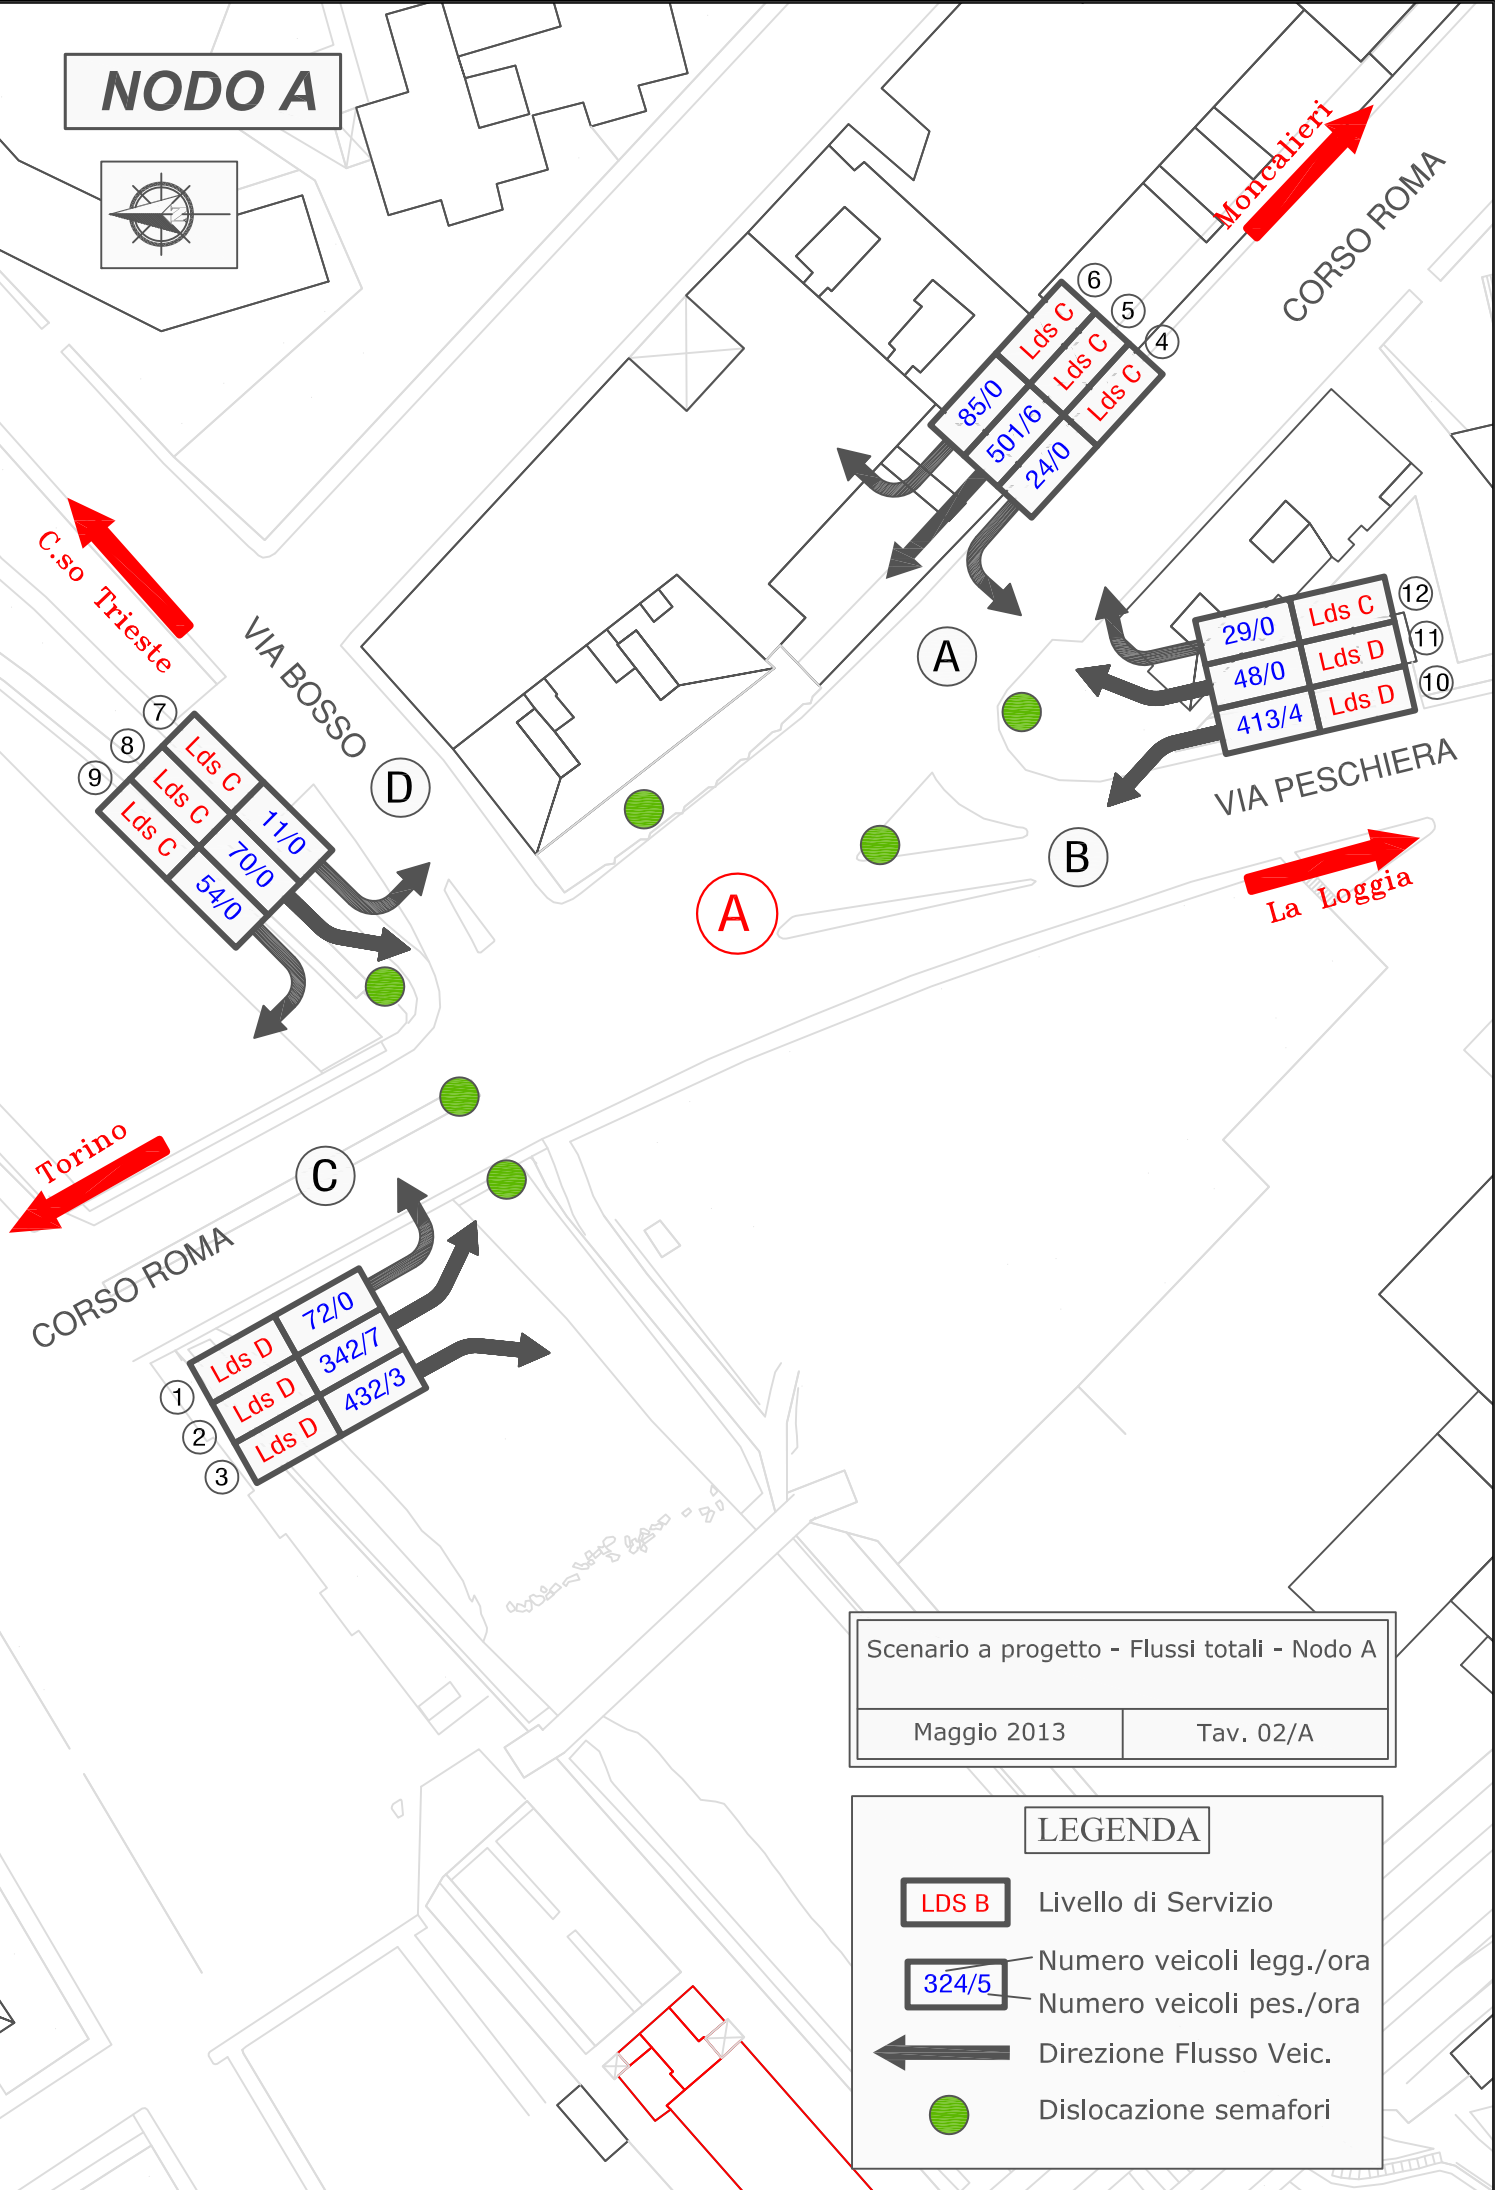 NODO A
N
Moncalieri
CORSO ROMA
6
5
4
Lds C
Lds C
Lds C
85/0
501/6
24/0
C.so Trieste
VIA BOSSO
A
12
11
10
29/0 Lds C
48/0 Lds D
413/4 Lds D
VIA PESCHIERA
La Loggia
B
D
7
8
9
Lds C 11/0
Lds C 70/0
Lds C 54/0
A
Torino
CORSO ROMA
C
1
2
3
Lds D 72/0
Lds D 342/7
Lds D 432/3
Scenario a progetto - Flussi totali - Nodo A
Maggio 2013 Tav. 02/A
LEGENDA
LDS B Livello di Servizio
324/5 Numero veicoli legg./ora
Numero veicoli pes./ora
Direzione Flusso Veic.
Dislocazione semafori